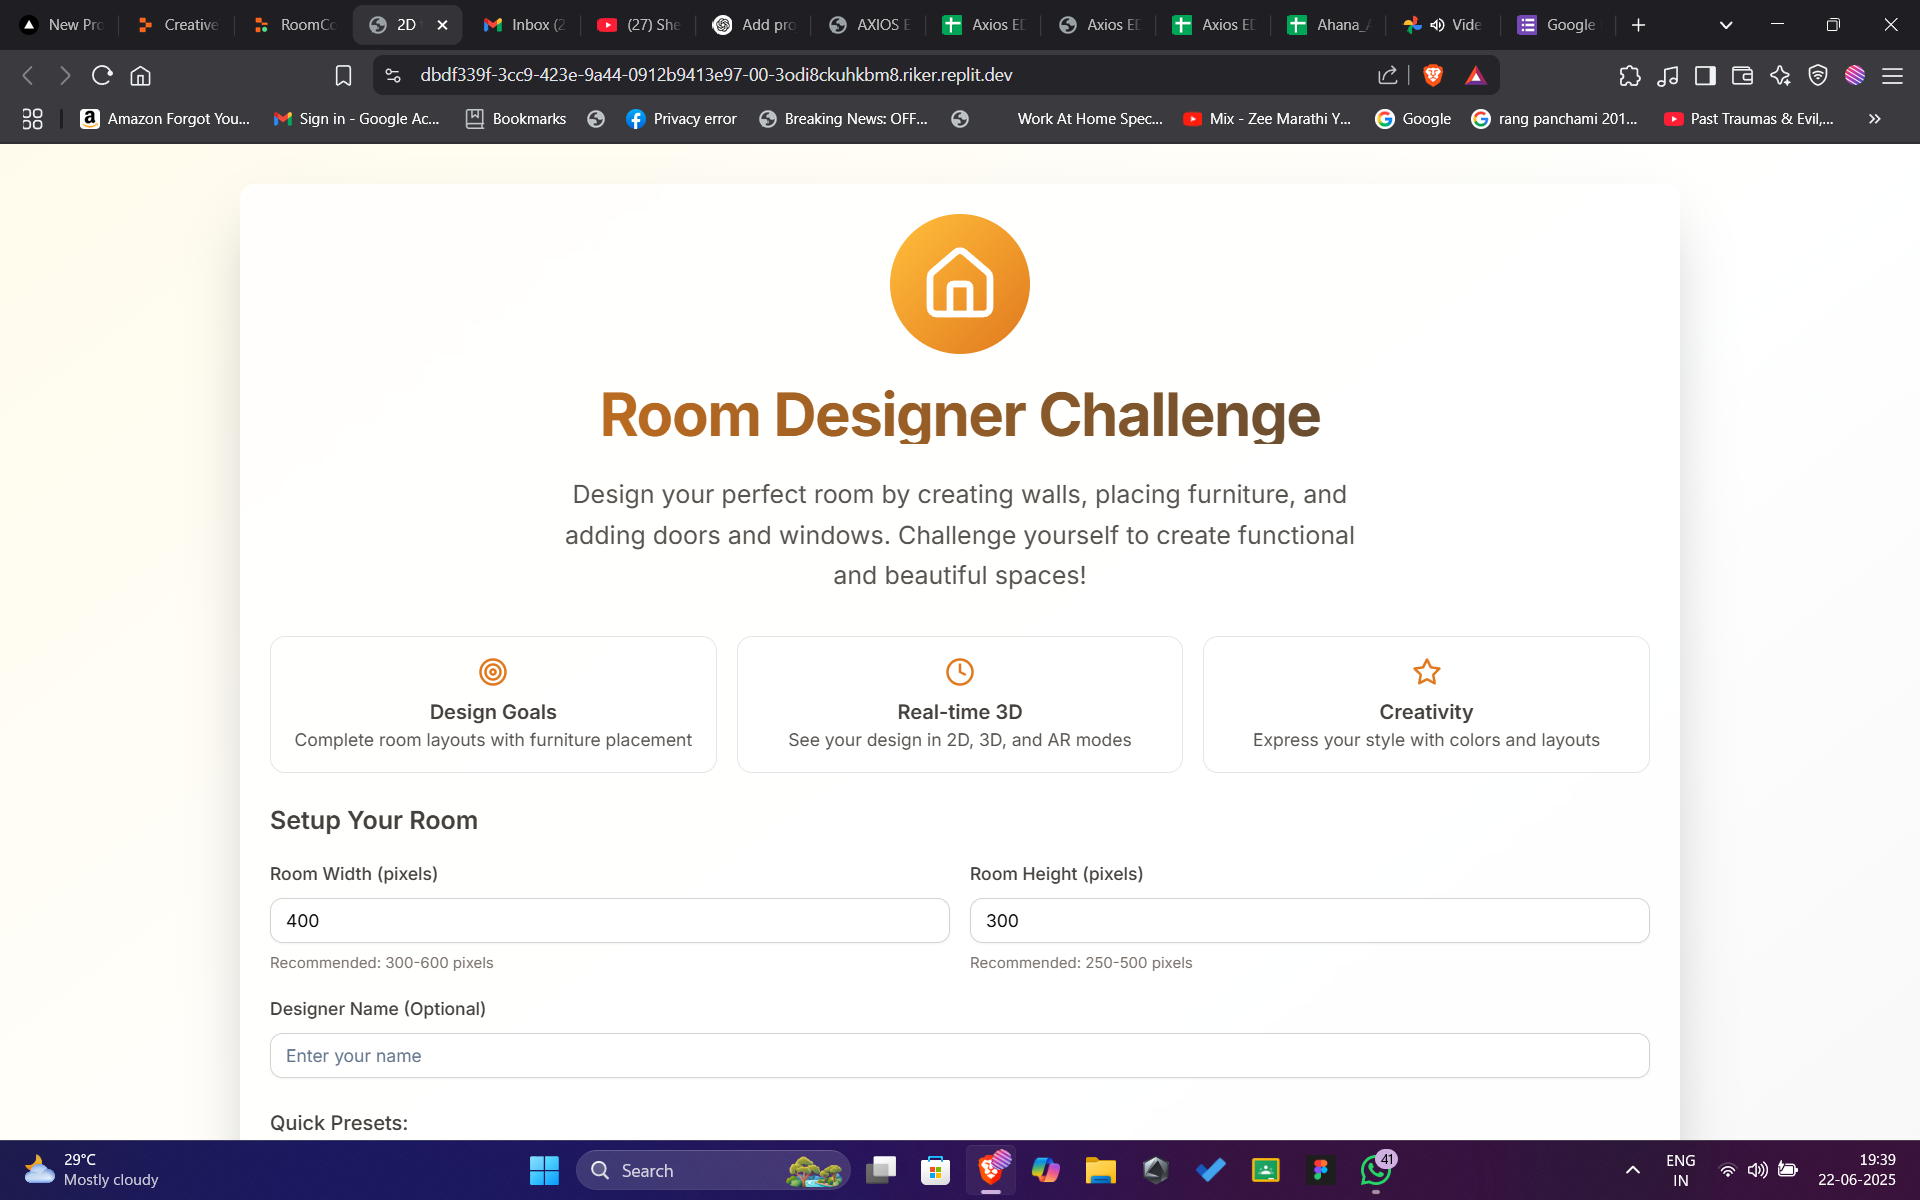 New Pro
Creative
RoomCo
2D
Inbox (2
(27) She
Add pro
AXIOS E
Axios ED
Axios ED
Axios ED
Ahana_
Vide
Google
dbdf339f-3cc9-423e-9a44-0912b9413e97-00-3odi8ckuhkbm8.riker.replit.dev
Amazon Forgot You...
Sign in - Google Ac...
Bookmarks
Privacy error
Breaking News: OFF...
Work At Home Spec...
Mix - Zee Marathi Y...
Google
rang panchami 201...
Past Traumas & Evil,...
Room Designer Challenge
Design your perfect room by creating walls, placing furniture, and
adding doors and windows. Challenge yourself to create functional
and beautiful spaces!
Design Goals
Complete room layouts with furniture placement
Real-time 3D
See your design in 2D, 3D, and AR modes
Creativity
Express your style with colors and layouts
Setup Your Room
Room Width (pixels)
Room Height (pixels)
400
300
Recommended: 300-600 pixels
Recommended: 250-500 pixels
Designer Name (Optional)
Enter your name
Quick Presets:
29°C
Mostly cloudy
Search
41
ENG
IN
19:39
22-06-2025